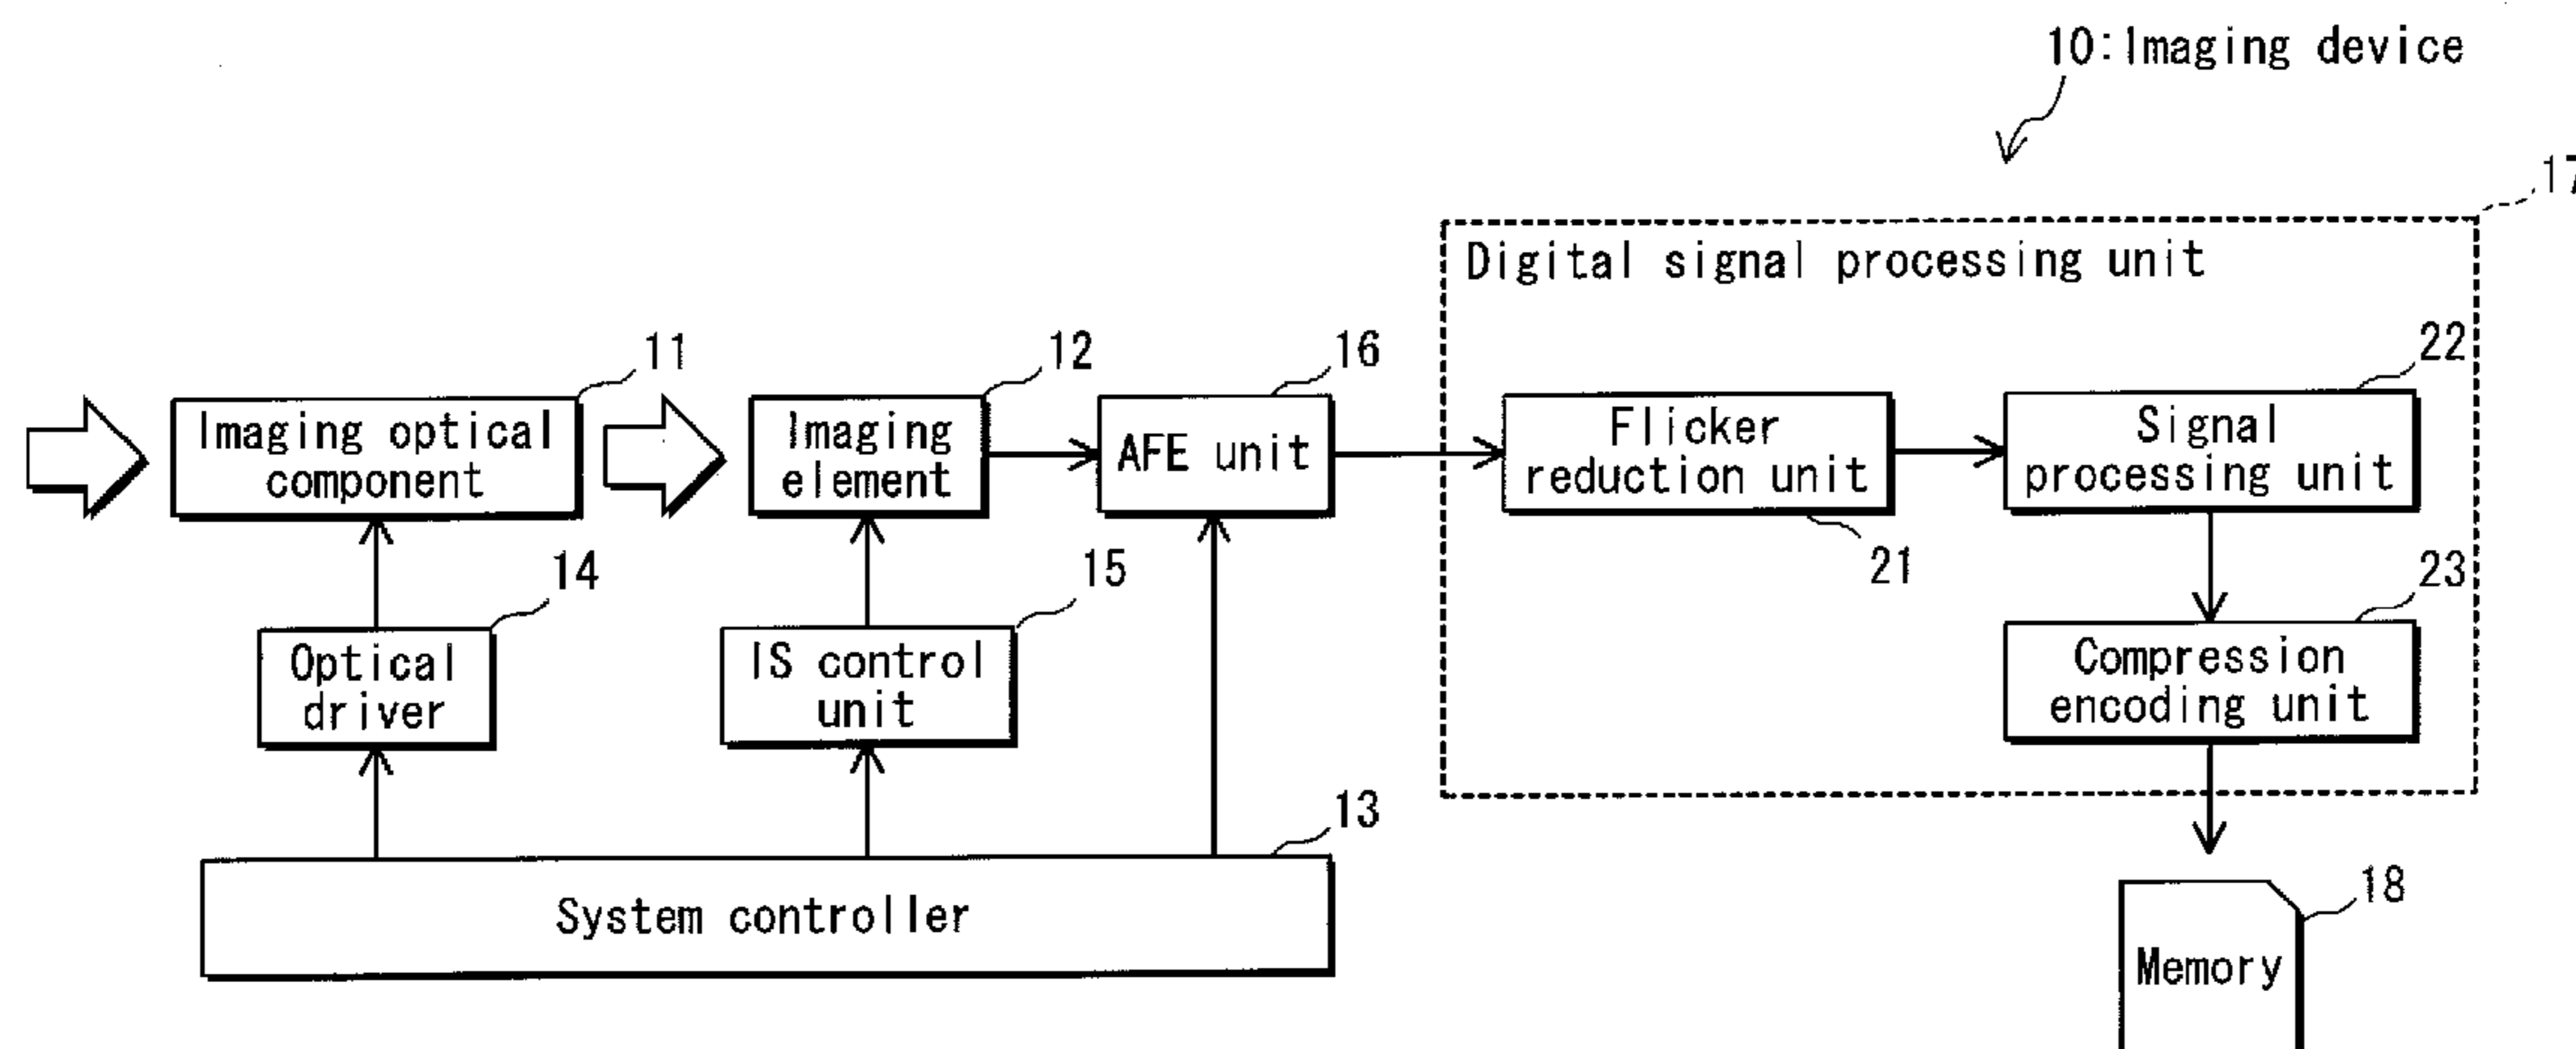 10:Imaging device
17
Digital signal processing unit
11
12
16
22
Imaging optical
component
Imaging
element
AFE unit
Flicker
reduction unit
Signal
processing unit
14
15
21
23
Optical
driver
IS control
unit
Compression
encoding unit
13
System controller
18
Memory